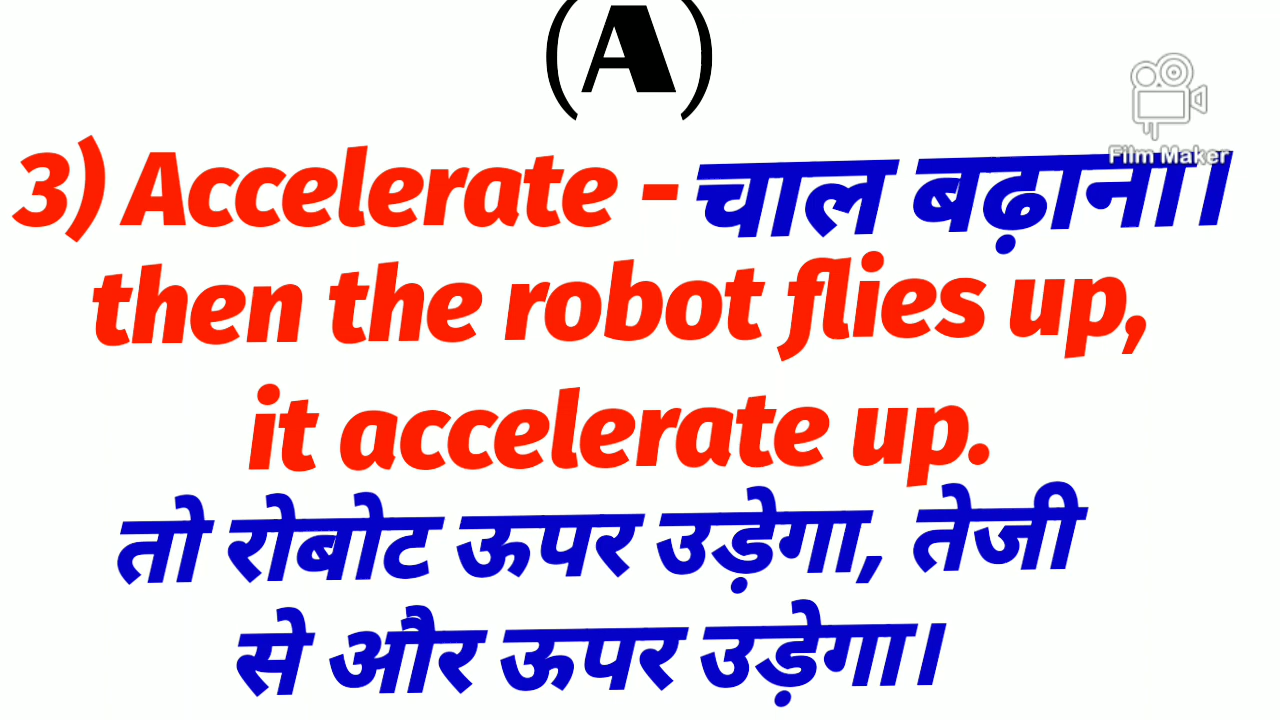 (A)
Film Maker
3) Accelerate - चाल बढ़ाना।
then the robot flies up,
it accelerate up.
तो रोबोट ऊपर उड़ेगा, तेजी
से और ऊपर उड़ेगा।